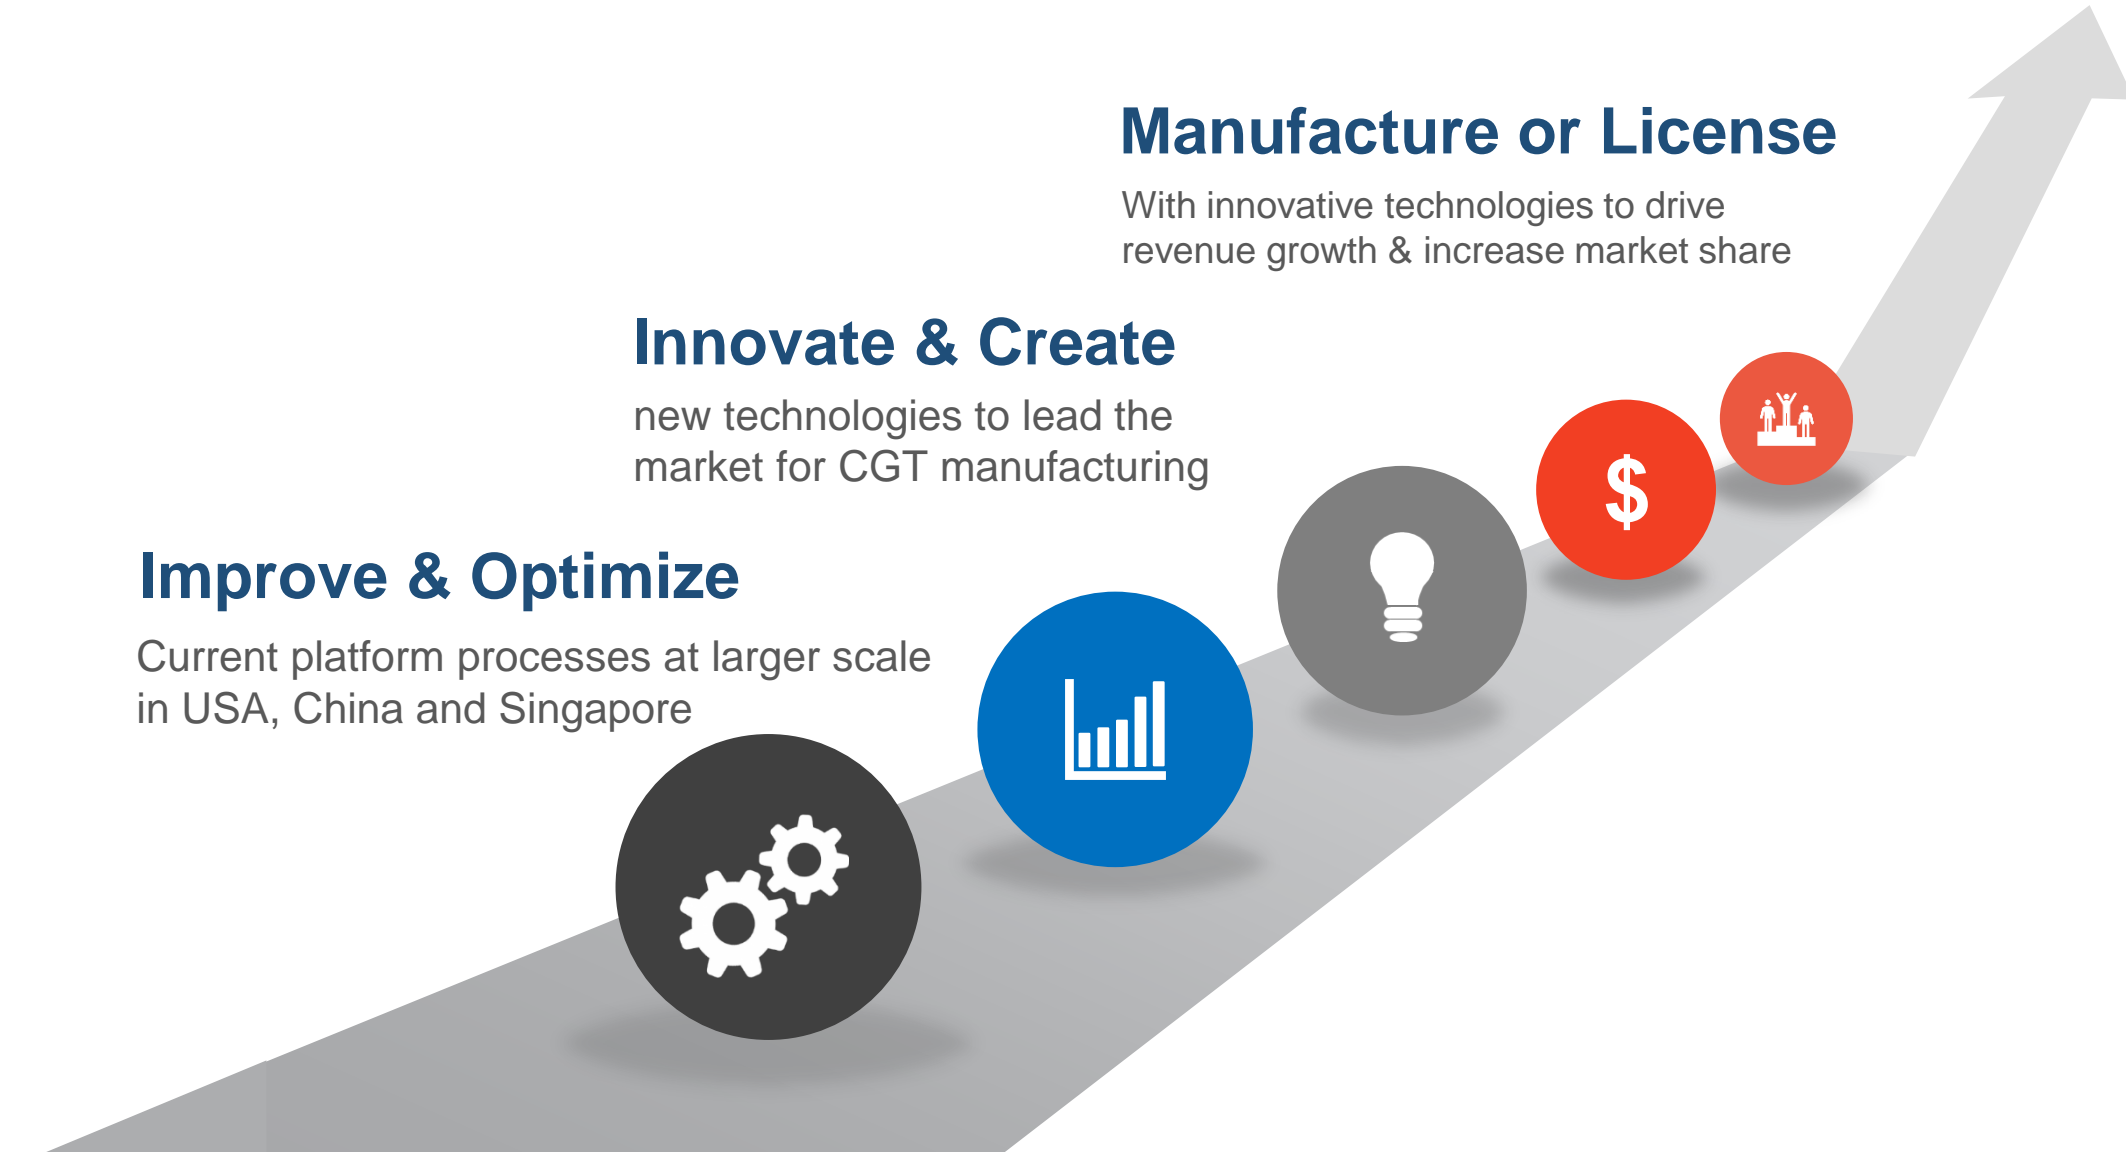 Manufacture or License
With innovative technologies to drive
revenue growth & increase market share
Innovate & Create
new technologies to lead the
market for CGT manufacturing
Improve & Optimize
Current platform processes at larger scale
in USA, China and Singapore
$